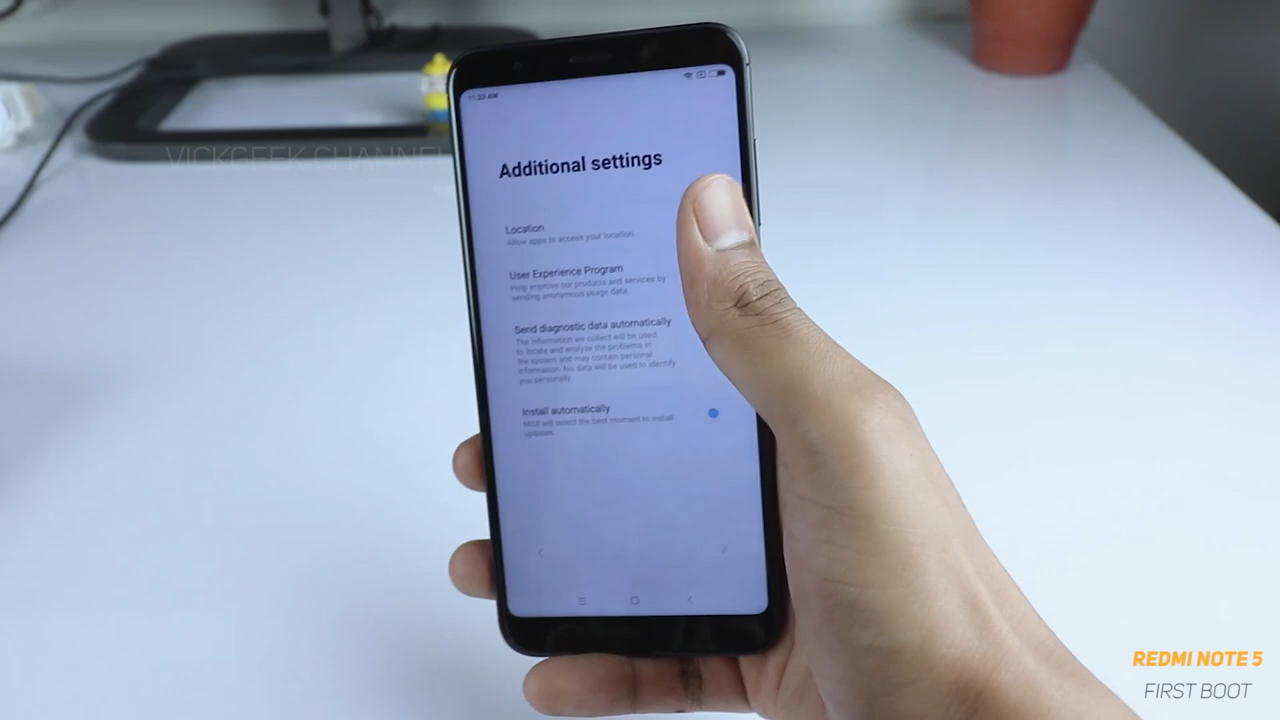 11:33 AM
VICKGEEK CHANNEL
Additional settings
Location
Allow apps to access your location.
User Experience Program
Help improve our products and services by
sending anonymous usage data.
Send diagnostic data automatically
The information we collect will be used
to locate and analyze the problems in
the system and may contain personal
information. No data will be used to identify
you personally.
Install automatically
MIUI will select the best moment to install
updates.
REDMI NOTE 5
FIRST BOOT